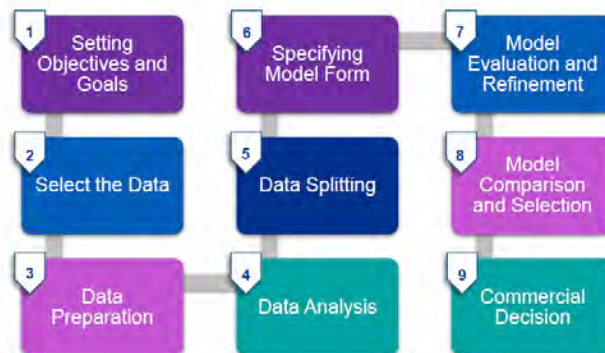 1
Setting
Objectives and
Goals
2
Select the Data
3
Data
Preparation
4
Data Analysis
5
Data Splitting
6
Specifying
Model Form
7
Model
Evaluation and
Refinement
8
Model
Comparison
and Selection
9
Commercial
Decision